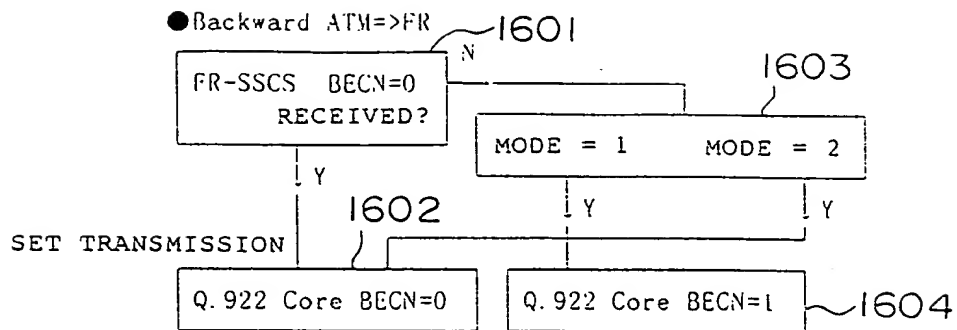 ●Backward ATM=>FR
1601
N
FR-SSCS BECN=0
RECEIVED?
1603
MODE = 1 MODE = 2
Y
Y
Y
1602
SET TRANSMISSION
Q.922 Core BECN=0
Q.922 Core BECN=1
1604